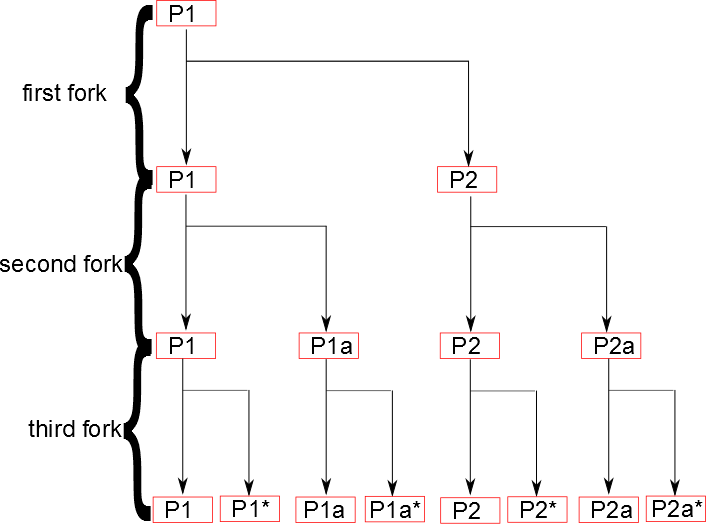 P1
first fork
P1 P2
second fork
P1 P1a P2 P2a
third fork
P1 P1* P1a P1a* P2 P2* P2a P2a*